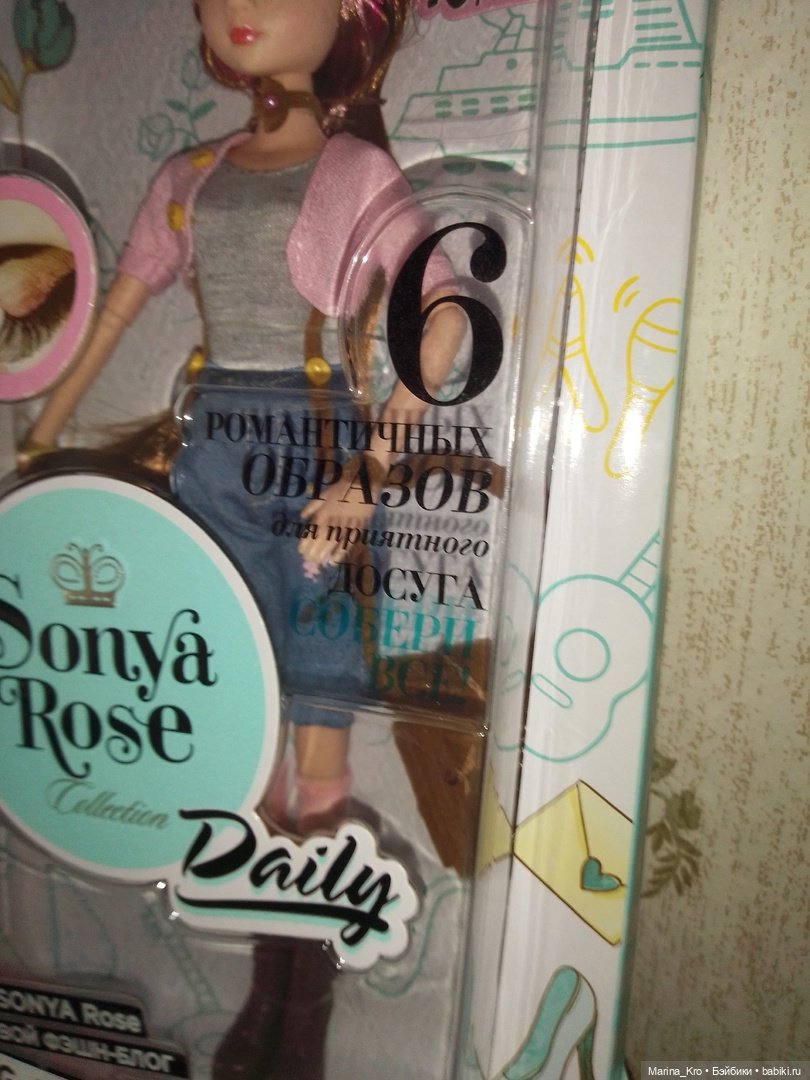 6
РОМАНТИЧНЫХ
ОБРАЗОВ
для приятного
ДОСУГА
СОБЕРИ
ВСЕ!
Sonya
Rose
Collection
Daily
SONYA Rose
ВОЙ ФЭШН-БЛОГ
Marina_Kro • Бэйбики • babiki.ru